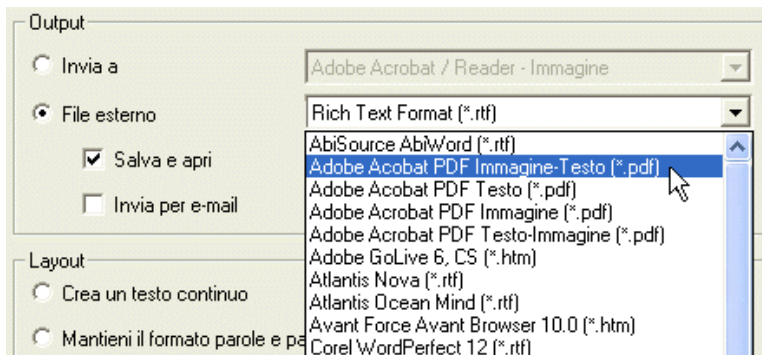 Output
Invia a
Adobe Acrobat / Reader - Immagine
File esterno
Rich Text Format (*.rtf)
Salva e apri
Invia per e-mail
AbiSource AbiWord (*.rtf)
Adobe Acobat PDF Immagine-Testo (*.pdf)
Adobe Acrobat PDF Testo (*.pdf)
Adobe Acrobat PDF Immagine (*.pdf)
Adobe Acrobat PDF Testo-Immagine (*.pdf)
Adobe GoLive 6, CS (*.htm)
Atlantis Nova (*.rtf)
Atlantis Ocean Mind (*.rtf)
Avant Force Avant Browser 10.0 (*.htm)
Corel WordPerfect 12 (*.rtf)
Layout
Crea un testo continuo
Mantieni il formato parole e pa